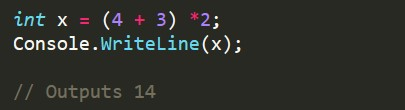 int x = (4 + 3) *2;
Console.WriteLine(x);
// Outputs 14